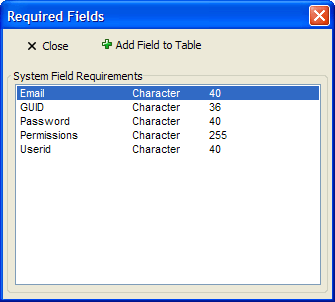 Required Fields
Close Add Field to Table
System Field Requirements
Email Character 40
GUID Character 36
Password Character 40
Permissions Character 255
Userid Character 40